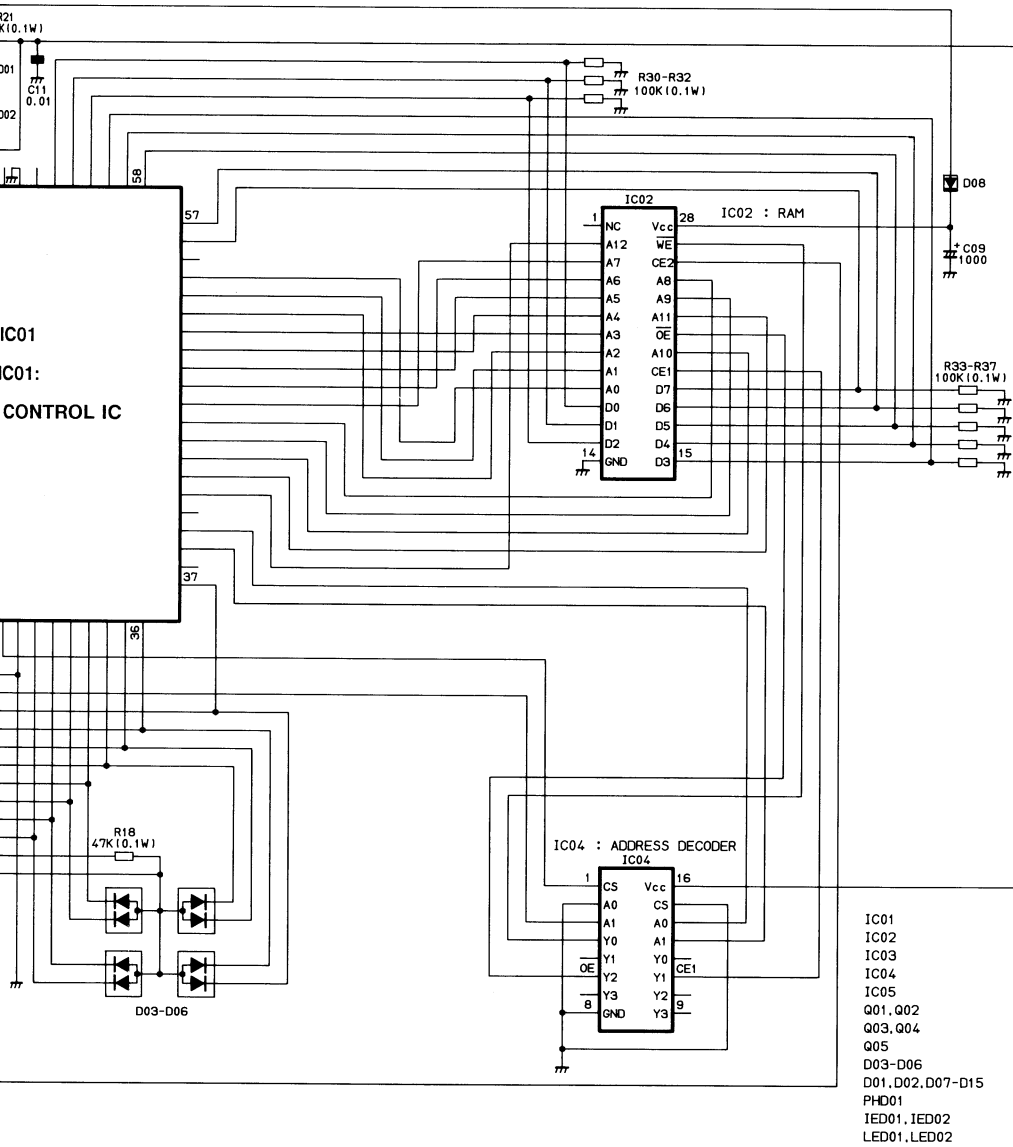 R21
K(0.1W)
D01
C11
0.01
D02
R30-R32
100K(0.1W)
58
57
IC02
IC02 : RAM
D08
+
C09
1000
1 NC Vcc 28
A12 WE
A7 CE2
A6 A8
A5 A9
A4 A11
A3 OE
A2 A10
A1 CE1
A0 D7
D0 D6
D1 D5
D2 D4
14 GND D3 15
IC01
IC01:
CONTROL IC
R33-R37
100K(0.1W)
37
36
R18
47K(0.1W)
D03-D06
IC04 : ADDRESS DECODER
IC04
1 CS Vcc 16
A0 CS
A1 A0
Y0 A1
Y1 Y0
OE Y2 Y1 CE1
Y3 Y2
8 GND Y3 9
IC01
IC02
IC03
IC04
IC05
Q01,Q02
Q03,Q04
Q05
D03-D06
D01,D02,D07-D15
PHD01
IED01,IED02
LED01,LED02